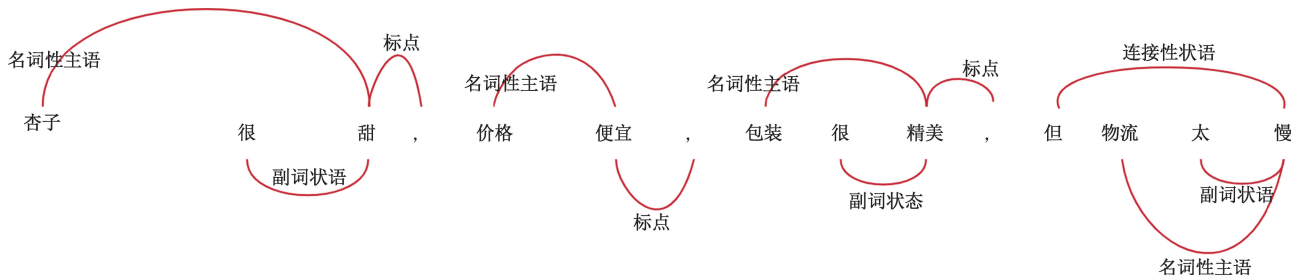 连接性状语
标点
名词性主语
名词性主语
名词性主语
标点
杏子 很 甜 , 价格 便宜 , 包装 很 精美 , 但 物流 太 慢
副词状语
标点
副词状态
副词状语
名词性主语